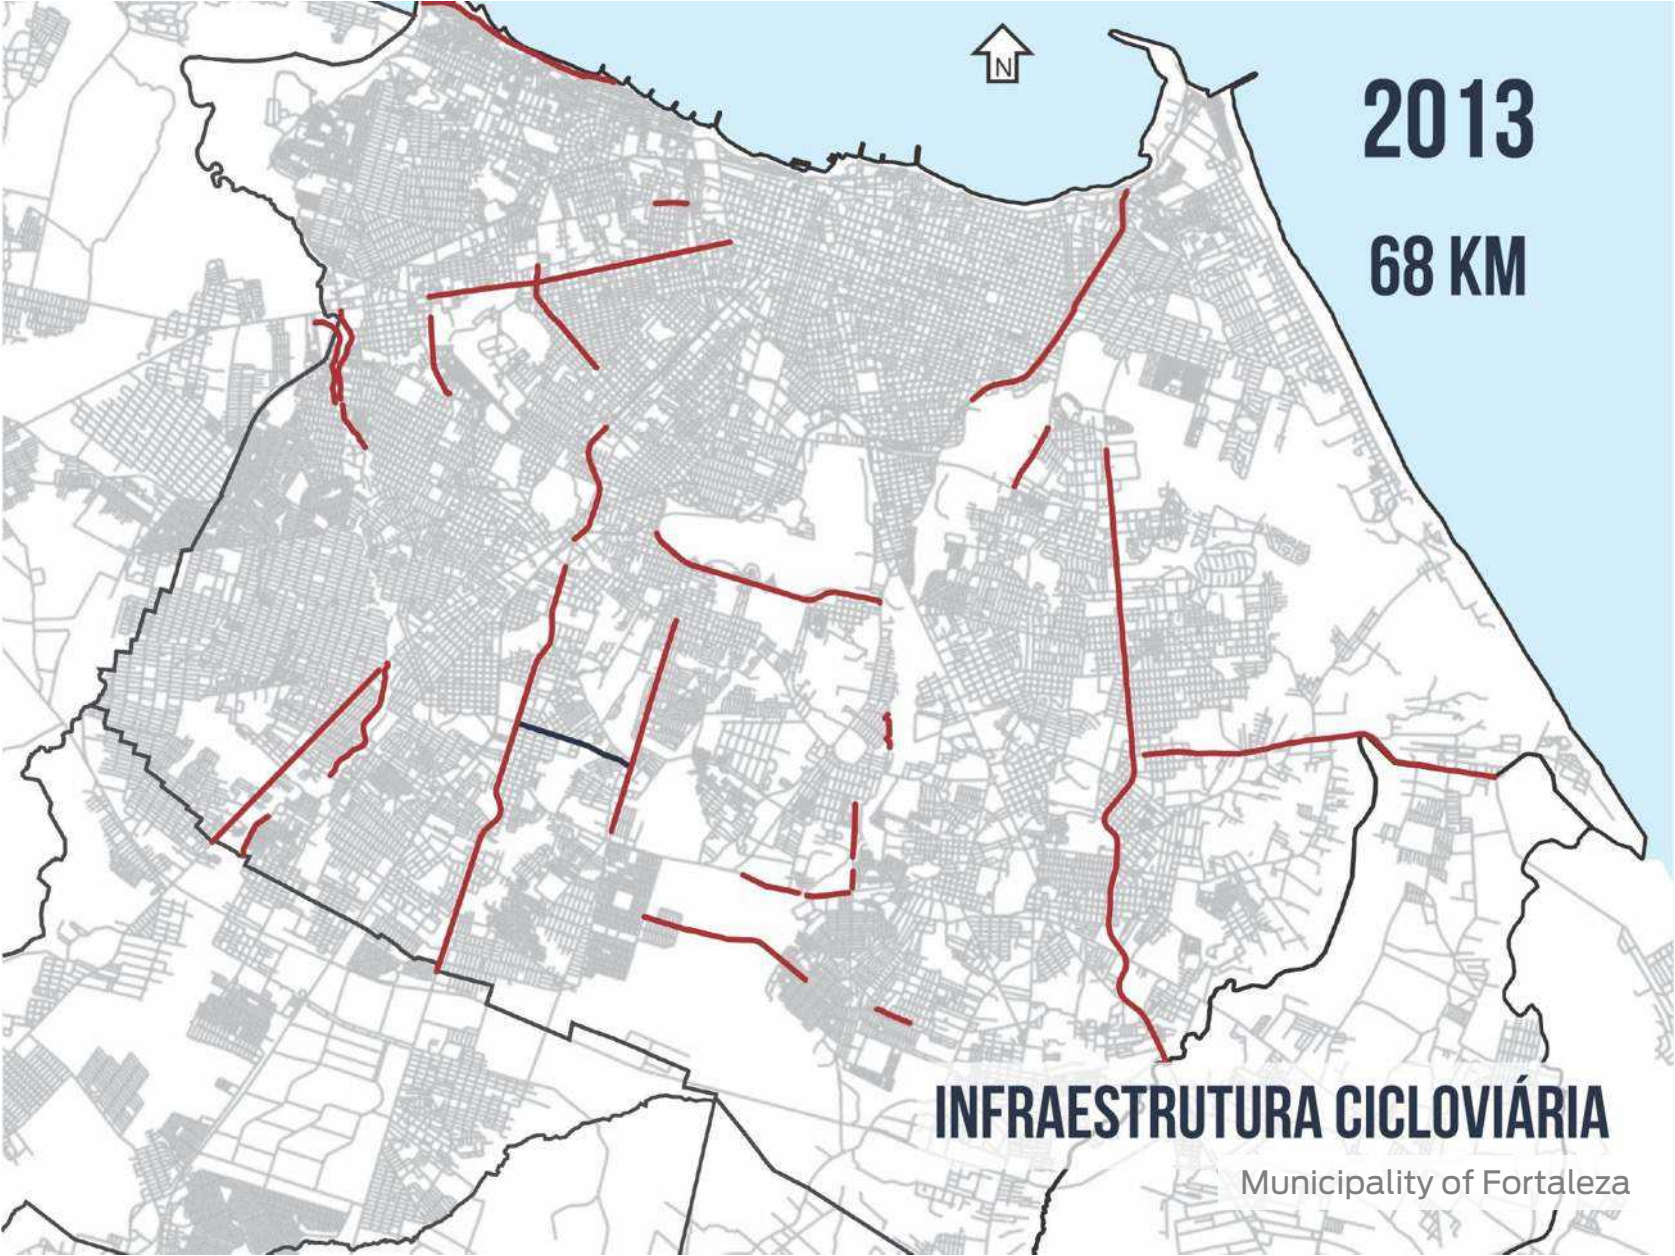 N
2013
68 KM
INFRAESTRUTURA CICLOVIÁRIA
Municipality of Fortaleza